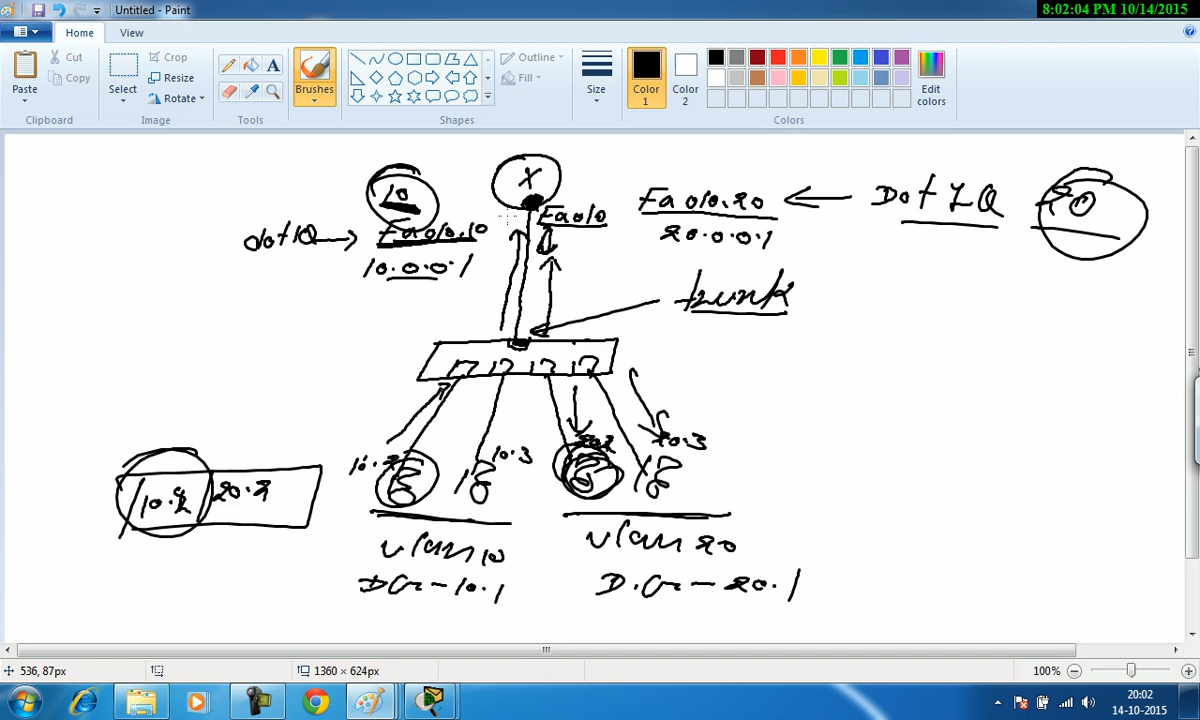 Untitled - Paint
8:02:04 PM 10/14/2015
Home
View
Paste
Cut
Copy
Clipboard
Select
Crop
Resize
Rotate
Image
A
Tools
Brushes
Shapes
Outline
Fill
Size
Color 1
Color 2
Edit colors
Colors
10
X
dot1Q
Fa0/0.10
10.0.0.1
Fa0/0
Fa0/0.20
20.0.0.1
Dot 1Q
20
trunk
10.2
10.3
20.2
20.3
10.2
20.2
vlan 10
vlan 20
DG - 10.1
D.G - 20.1
536, 87px
1360 × 624px
100%
20:02
14-10-2015